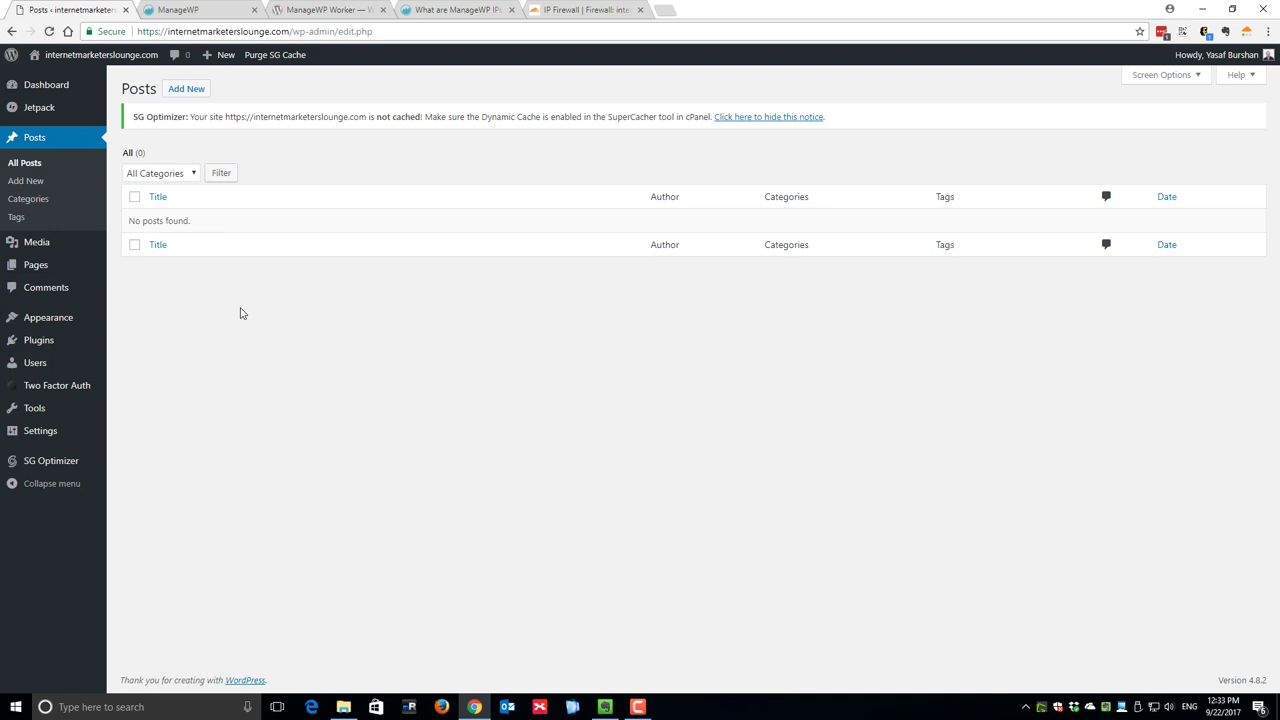 Posts ‹ internetmarketers
ManageWP
ManageWP Worker — W
What are ManageWP IPs
IP Firewall | Firewall: inte
Secure
https://internetmarketerslounge.com/wp-admin/edit.php
internetmarketerslounge.com
0
New
Purge SG Cache
Howdy, Yasaf Burshan
Dashboard
Jetpack
Posts
All Posts
Add New
Categories
Tags
Media
Pages
Comments
Appearance
Plugins
Users
Two Factor Auth
Tools
Settings
SG Optimizer
Collapse menu
Screen Options
Help
Posts
Add New
SG Optimizer: Your site https://internetmarketerslounge.com is not cached! Make sure the Dynamic Cache is enabled in the SuperCacher tool in cPanel. Click here to hide this notice.
All (0)
All Categories
Filter
Title Author Categories Tags Date
No posts found.
Title Author Categories Tags Date
Thank you for creating with WordPress.
Version 4.8.2
Type here to search
ENG
12:33 PM
9/22/2017